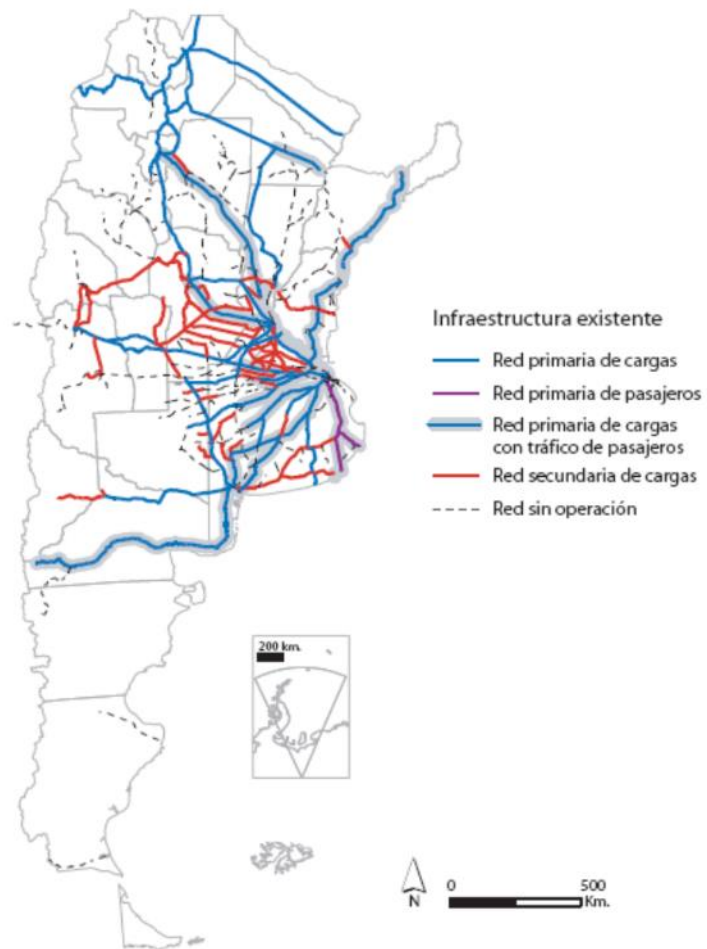 Infraestructura existente
Red primaria de cargas
Red primaria de pasajeros
Red primaria de cargas
con tráfico de pasajeros
Red secundaria de cargas
Red sin operación
200 km.
N
0
500
Km.